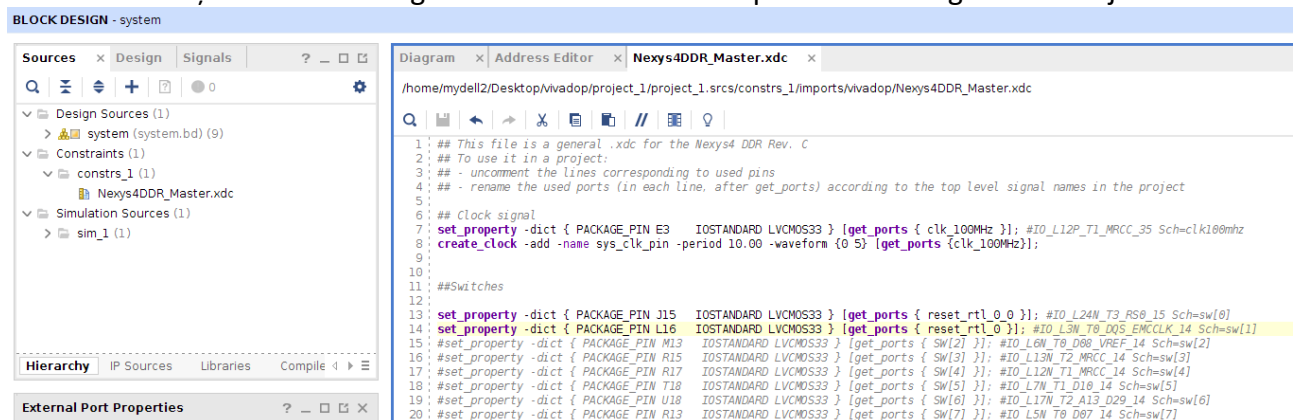 BLOCK DESIGN - system
Sources × Design Signals ? _
0
Design Sources (1)
system (system.bd) (9)
Constraints (1)
constrs_1 (1)
Nexys4DDR_Master.xdc
Simulation Sources (1)
sim_1 (1)
Hierarchy IP Sources Libraries Compile
External Port Properties ? _ ×
Diagram × Address Editor × Nexys4DDR_Master.xdc ×
/home/mydell2/Desktop/vivadop/project_1/project_1.srcs/constrs_1/imports/vivadop/Nexys4DDR_Master.xdc
1 ## This file is a general .xdc for the Nexys4 DDR Rev. C
2 ## To use it in a project:
3 ## - uncomment the lines corresponding to used pins
4 ## - rename the used ports (in each line, after get_ports) according to the top level signal names in the project
5
6 ## Clock signal
7 set_property -dict { PACKAGE_PIN E3 IOSTANDARD LVCMOS33 } [get_ports { clk_100MHz }]; #IO_L12P_T1_MRCC_35 Sch=clk100mhz
8 create_clock -add -name sys_clk_pin -period 10.00 -waveform {0 5} [get_ports {clk_100MHz}];
9
10
11 ##Switches
12
13 set_property -dict { PACKAGE_PIN J15 IOSTANDARD LVCMOS33 } [get_ports { reset_rtl_0_0 }]; #IO_L24N_T3_RS0_15 Sch=sw[0]
14 set_property -dict { PACKAGE_PIN L16 IOSTANDARD LVCMOS33 } [get_ports { reset_rtl_0 }]; #IO_L3N_T0_DQS_EMCCLK_14 Sch=sw[1]
15 #set_property -dict { PACKAGE_PIN M13 IOSTANDARD LVCMOS33 } [get_ports { SW[2] }]; #IO_L6N_T0_D08_VREF_14 Sch=sw[2]
16 #set_property -dict { PACKAGE_PIN R15 IOSTANDARD LVCMOS33 } [get_ports { SW[3] }]; #IO_L13N_T2_MRCC_14 Sch=sw[3]
17 #set_property -dict { PACKAGE_PIN R17 IOSTANDARD LVCMOS33 } [get_ports { SW[4] }]; #IO_L12N_T1_MRCC_14 Sch=sw[4]
18 #set_property -dict { PACKAGE_PIN T18 IOSTANDARD LVCMOS33 } [get_ports { SW[5] }]; #IO_L7N_T1_D10_14 Sch=sw[5]
19 #set_property -dict { PACKAGE_PIN U18 IOSTANDARD LVCMOS33 } [get_ports { SW[6] }]; #IO_L17N_T2_A13_D29_14 Sch=sw[6]
20 #set_property -dict { PACKAGE_PIN R13 IOSTANDARD LVCMOS33 } [get_ports { SW[7] }]; #IO_L5N_T0_D07_14 Sch=sw[7]